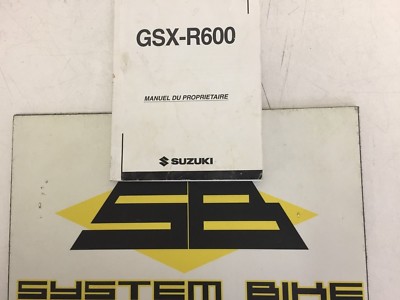 GSX-R600
MANUEL DU PROPRIETAIRE
SUZUKI
SB
SYSTEM BIKE